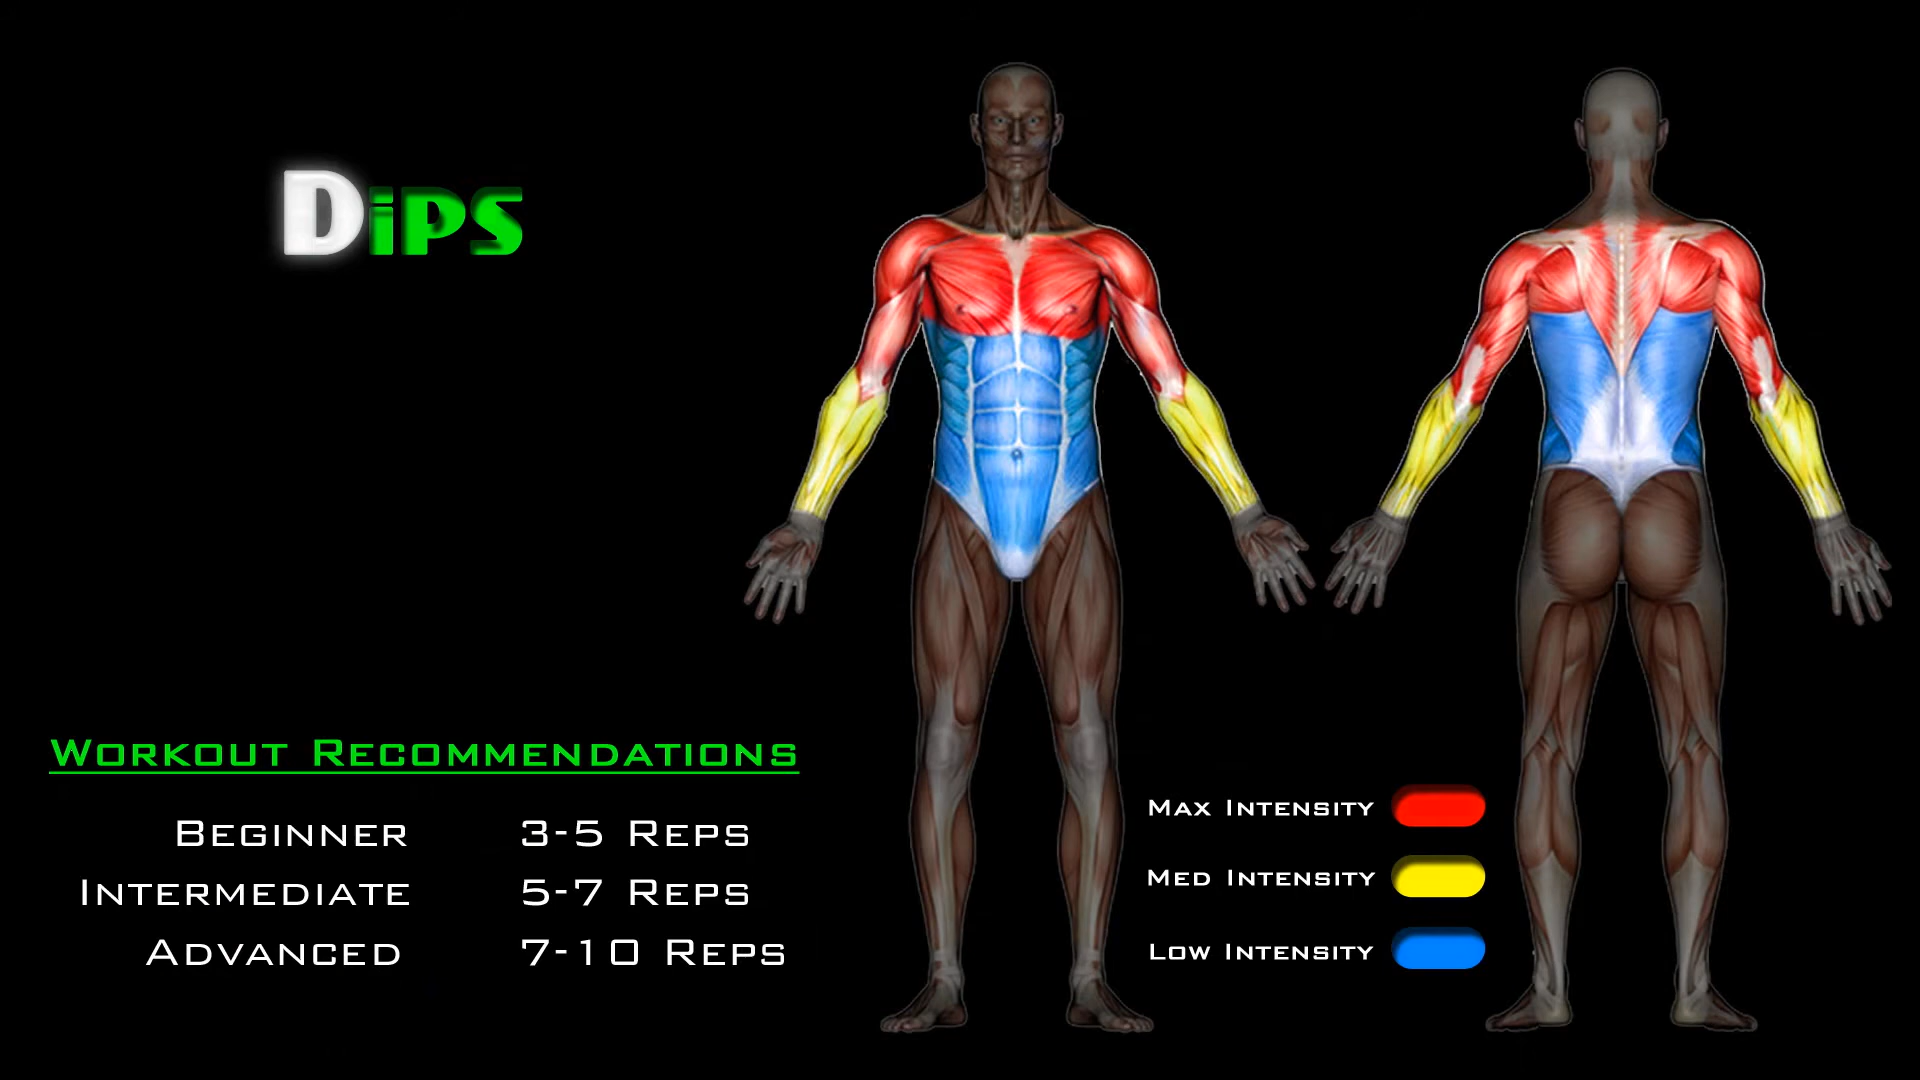 Dips
Workout Recommendations
Beginner 3-5 Reps
Intermediate 5-7 Reps
Advanced 7-10 Reps
Max Intensity
Med Intensity
Low Intensity